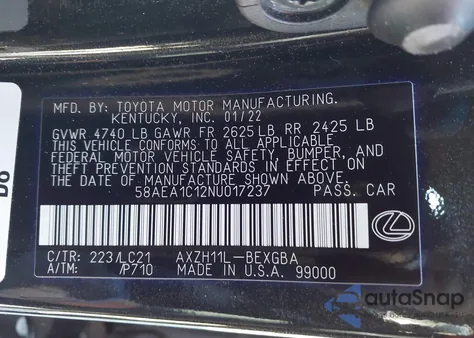 MFD. BY: TOYOTA MOTOR MANUFACTURING.
KENTUCKY, INC. 01/22
GVWR 4740 LB GAWR FR 2625 LB RR 2425 LB
THIS VEHICLE CONFORMS TO ALL APPLICABLE
FEDERAL MOTOR VEHICLE SAFETY, BUMPER, AND
THEFT PREVENTION STANDARDS IN EFFECT ON
THE DATE OF MANUFACTURE SHOWN ABOVE.
58AEA1C12NU017237 PASS. CAR
C/TR: 223/LC21 AXZH11L-BEXGBA
A/TM: /P710 MADE IN U.S.A. 99000
autoSnap